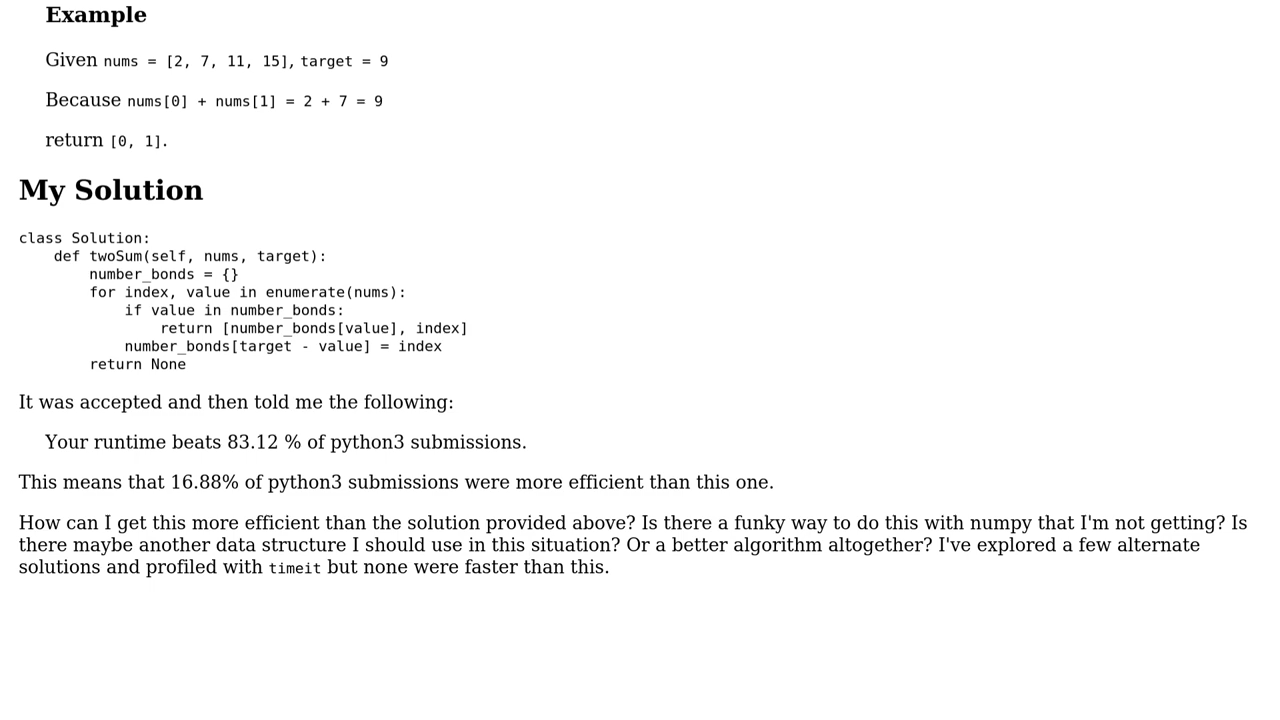 Example
Given nums = [2, 7, 11, 15], target = 9
Because nums[0] + nums[1] = 2 + 7 = 9
return [0, 1].
My Solution
class Solution:
    def twoSum(self, nums, target):
        number_bonds = {}
        for index, value in enumerate(nums):
            if value in number_bonds:
                return [number_bonds[value], index]
            number_bonds[target - value] = index
        return None
It was accepted and then told me the following:
Your runtime beats 83.12 % of python3 submissions.
This means that 16.88% of python3 submissions were more efficient than this one.
How can I get this more efficient than the solution provided above? Is there a funky way to do this with numpy that I'm not getting? Is
there maybe another data structure I should use in this situation? Or a better algorithm altogether? I've explored a few alternate
solutions and profiled with timeit but none were faster than this.